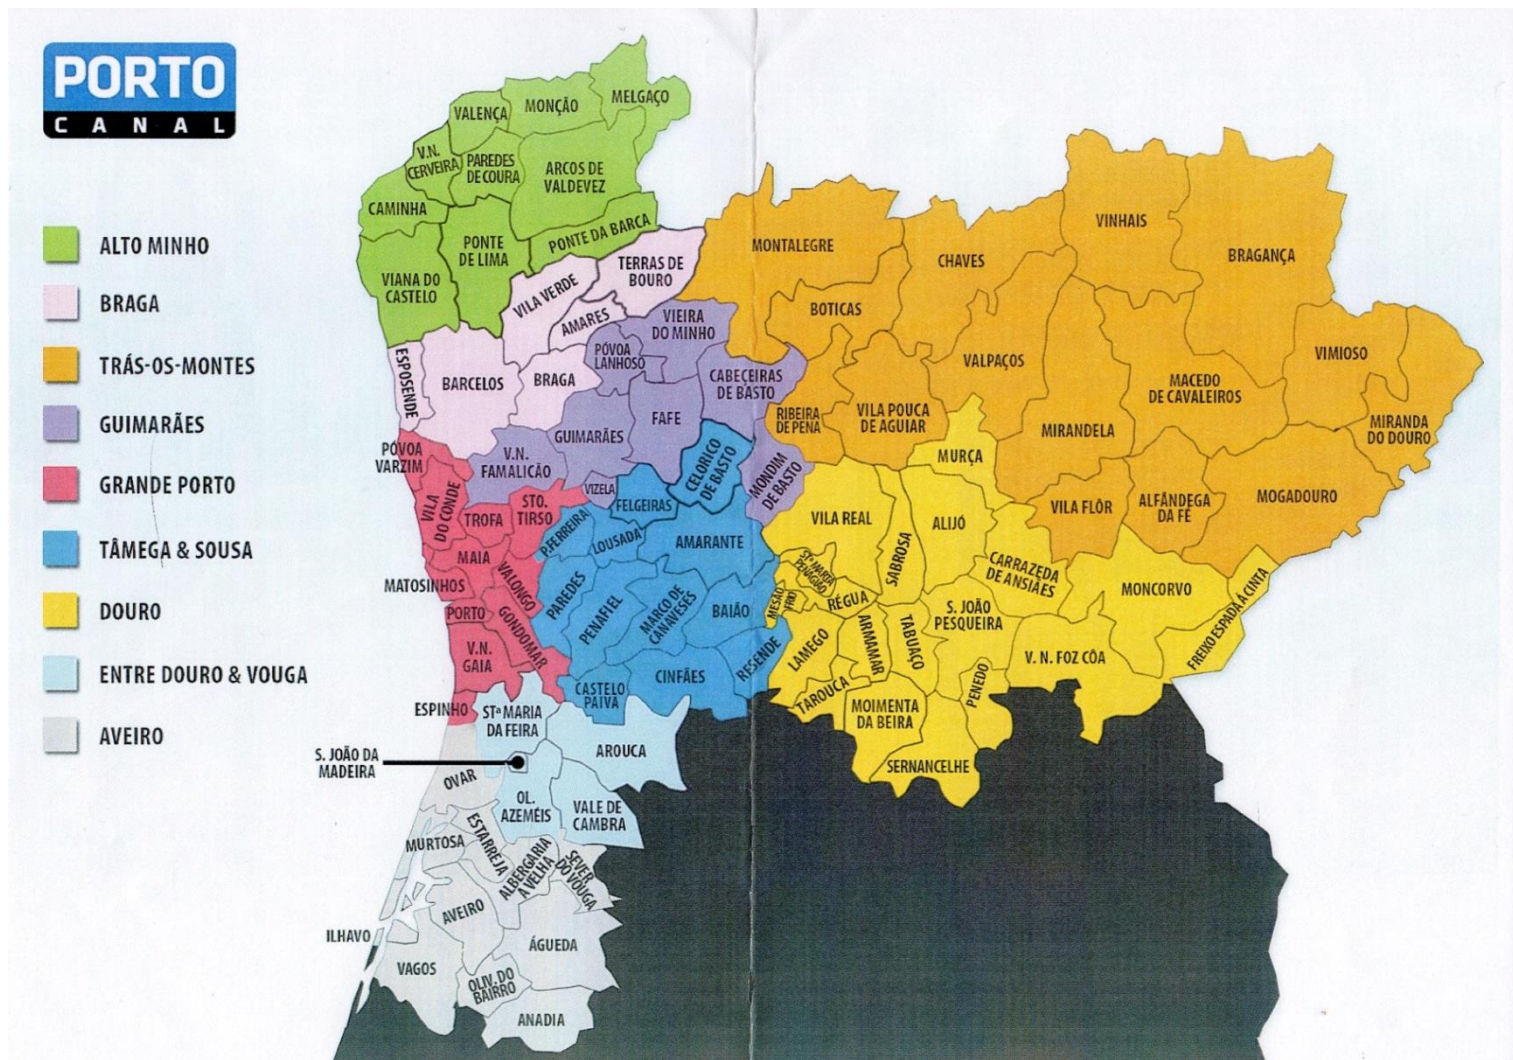 PORTO
CANAL
ALTO MINHO
BRAGA
TRÁS-OS-MONTES
GUIMARÃES
GRANDE PORTO
TÂMEGA & SOUSA
DOURO
ENTRE DOURO & VOUGA
AVEIRO
MELGAÇO
MONÇÃO
VALENÇA
V.N.
CERVEIRA
PAREDES
DE COURA
ARCOS DE
VALDEVEZ
CAMINHA
PONTE DA BARCA
PONTE
DE LIMA
VIANA DO
CASTELO
TERRAS DE
BOURO
VILA VERDE
AMARES
VIEIRA
DO MINHO
PÓVOA
LANHOSO
ESPOSENDE
BARCELOS
BRAGA
CABEÇEIRAS
DE BASTO
FAFE
GUIMARÃES
V.N.
FAMALICÃO
VIZELA
MONDIM
DE BASTO
CELORICO
DE BASTO
MONTALEGRE
BOTICAS
CHAVES
VINHAIS
BRAGANÇA
VALPAÇOS
VIMIOSO
MACEDO
DE CAVALEIROS
MIRANDA
DO DOURO
RIBEIRA
DE PENA
VILA POUCA
DE AGUIAR
MIRANDELA
MURÇA
VILA FLÔR
ALFÂNDEGA
DA FÉ
MOGADOURO
PÓVOA
VARZIM
VILA
DO CONDE
TROFA
STO.
TIRSO
MAIA
MATOSINHOS
VALONGO
PORTO
GONDOMAR
V.N.
GAIA
ESPINHO
FELGEIRAS
P.FERREIRA
LOUSADA
AMARANTE
PAREDES
PENAFIEL
MARCO DE
CANAVESES
BAIÃO
RESENDE
CINFÃES
CASTELO
PAIVA
VILA REAL
SABROSA
ALIJÓ
CARRAZEDA
DE ANSIÃES
MONCORVO
FREIXO ESPADA À CINTA
STª MARIA
PENAGIÃO
MESÃO
FRIO
RÉGUA
S. JOÃO
PESQUEIRA
LAMEGO
ARMAMAR
TABUAÇO
V. N. FOZ CÔA
TAROUCA
MOIMENTA
DA BEIRA
PENEDO
SERNANCELHE
STª MARIA
DA FEIRA
AROUCA
S. JOÃO DA
MADEIRA
OL.
AZEMÉIS
VALE DE
CAMBRA
OVAR
MURTOSA
ESTARREJA
ALBERGARIA
A VELHA
SEVER
DO VOUGA
AVEIRO
ILHAVO
ÁGUEDA
VAGOS
OLIV. DO
BAIRRO
ANADIA